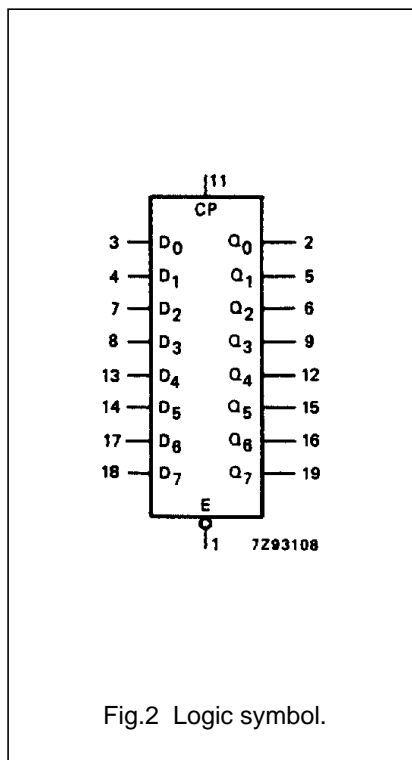 11
CP
3 D0 Q0 2
4 D1 Q1 5
7 D2 Q2 6
8 D3 Q3 9
13 D4 Q4 12
14 D5 Q5 15
17 D6 Q6 16
18 D7 Q7 19
E
1 7Z93108
Fig.2 Logic symbol.